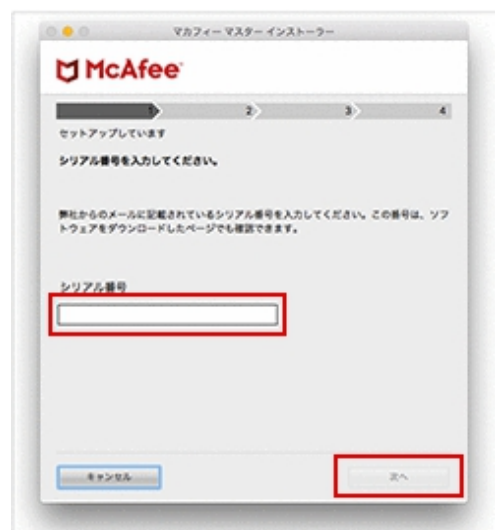 マカフィー マスター インストーラー
McAfee
1 2 3 4
セットアップしています
シリアル番号を入力してください。
弊社からのメールに記載されているシリアル番号を入力してください。この番号は、ソフ
トウェアをダウンロードしたページでも確認できます。
シリアル番号
キャンセル 次へ